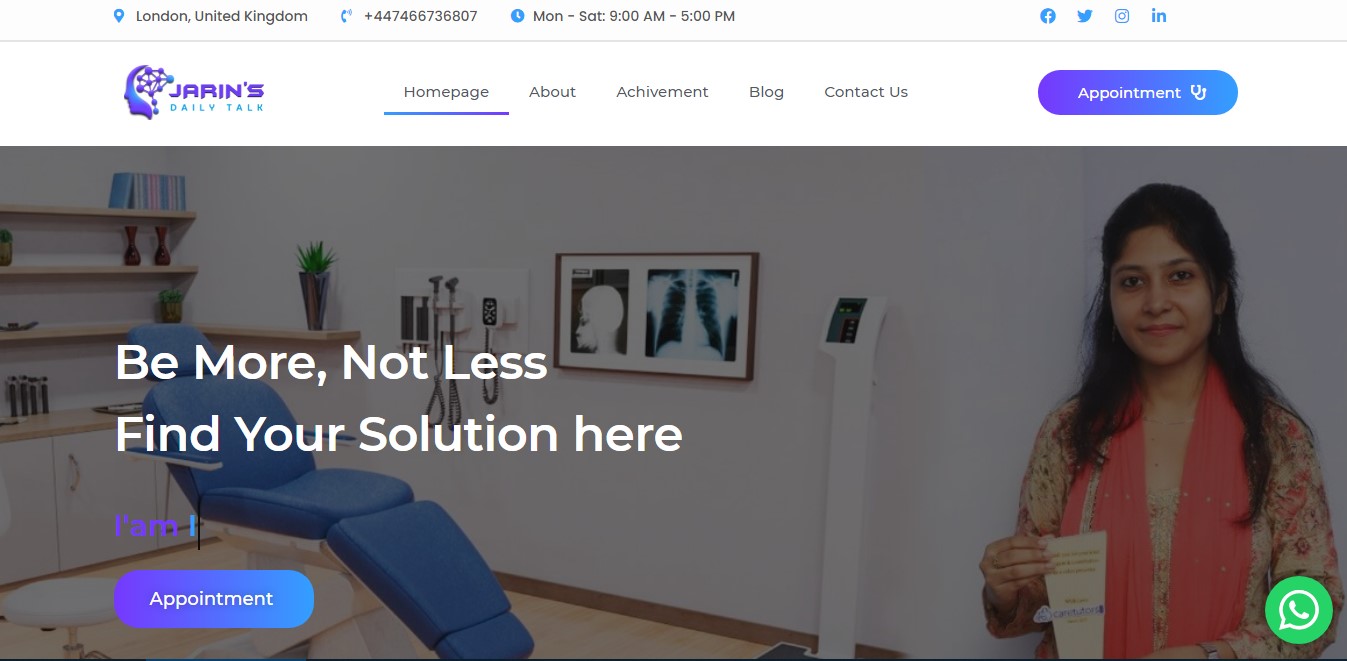 London, United Kingdom
+447466736807
Mon - Sat: 9:00 AM - 5:00 PM
JARIN'S
DAILY TALK
Homepage
About
Achivement
Blog
Contact Us
Appointment
Be More, Not Less
Find Your Solution here
I'am I
Appointment
caretutors